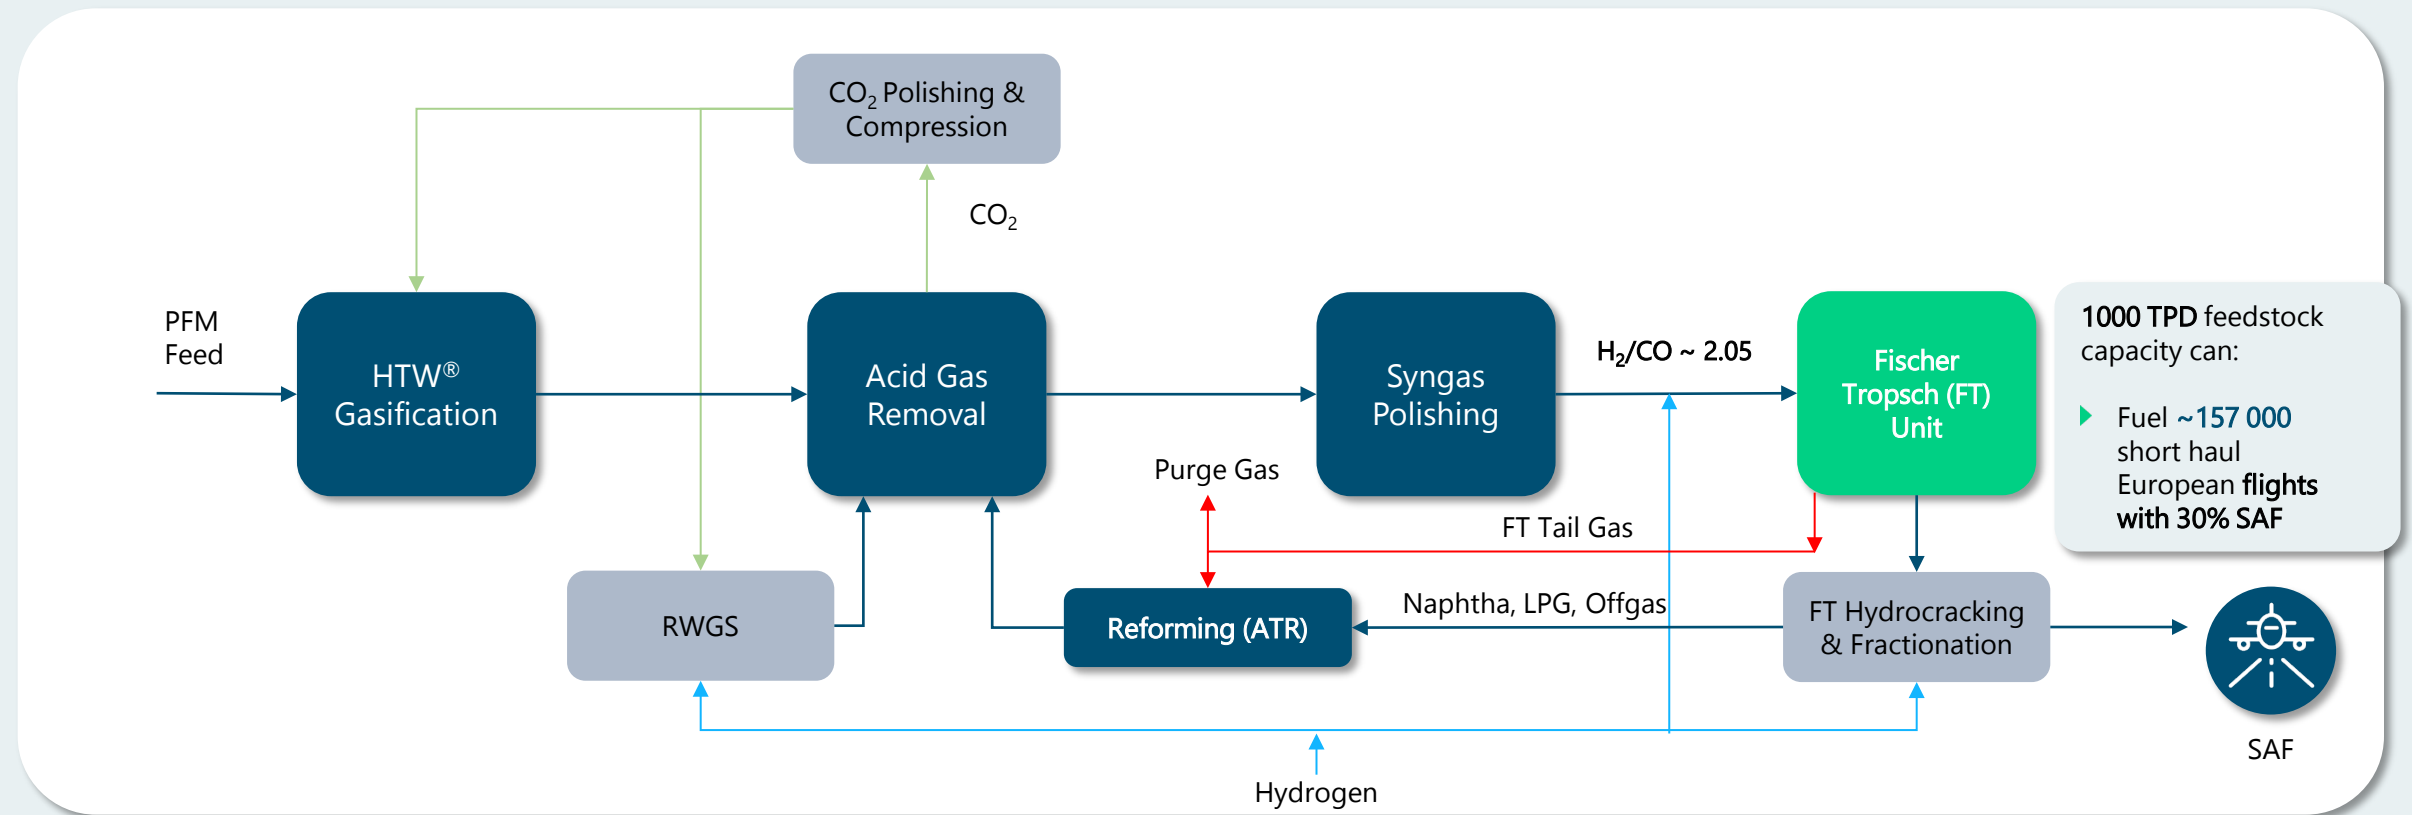 CO₂ Polishing &
Compression
CO₂
PFM
Feed
HTW®
Gasification
Acid Gas
Removal
Syngas
Polishing
H₂/CO ~ 2.05
Fischer
Tropsch (FT)
Unit
1000 TPD feedstock
capacity can:
Fuel ~157 000
short haul
European flights
with 30% SAF
Purge Gas
FT Tail Gas
RWGS
Reforming (ATR)
Naphtha, LPG, Offgas
FT Hydrocracking
& Fractionation
SAF
Hydrogen